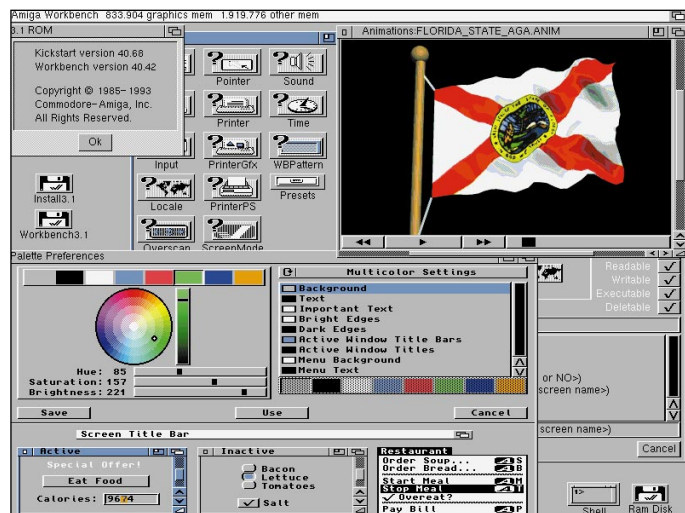 Amiga Workbench 833.904 graphics mem 1.919.776 other mem
3.1 ROM
Kickstart version 40.68
Workbench version 40.42
Copyright © 1985-1993
Commodore-Amiga, Inc.
All Rights Reserved.
Ok
Install3.1
Workbench3.1
Pointer
Sound
Printer
Time
Input
PrinterGfx
WBPattern
Locale
PrinterPS
Presets
Overscan
ScreenMode
Animations:FLORIDA_STATE_AGA.ANIM
Palette Preferences
Hue: 85
Saturation: 157
Brightness: 221
Multicolor Settings
Background
Text
Important Text
Bright Edges
Dark Edges
Active Window Title Bars
Active Window Titles
Menu Background
Menu Text
Save
Use
Cancel
Screen Title Bar
Active
Special Offer!
Eat Food
Calories: 9674
Inactive
Bacon
Lettuce
Tomatoes
Salt
Restaurant
Order Soup... S
Order Bread... B
Start Meal M
Stop Meal T
Overeat?
Pay Bill P
Readable
Writable
Executable
Deletable
or NO>)
screen name>)
screen name>)
Cancel
1>
Shell
Ram Disk